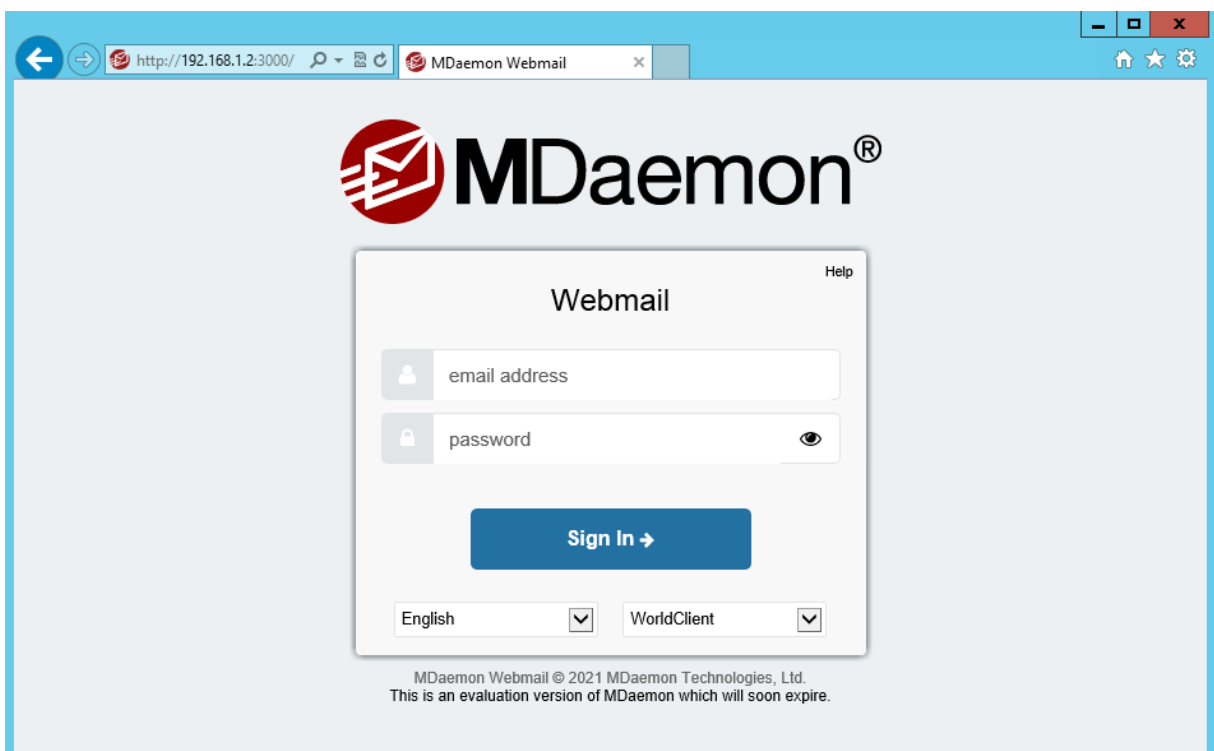 http://192.168.1.2:3000/
MDaemon Webmail
MDaemon®
Help
Webmail
email address
password
Sign In
English
WorldClient
MDaemon Webmail © 2021 MDaemon Technologies, Ltd.
This is an evaluation version of MDaemon which will soon expire.